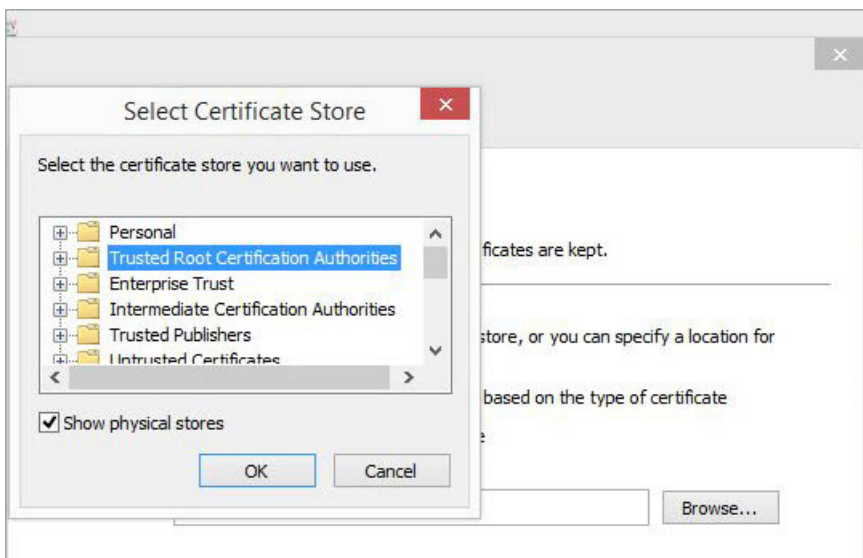 Select Certificate Store
Select the certificate store you want to use.
Personal
Trusted Root Certification Authorities
Enterprise Trust
Intermediate Certification Authorities
Trusted Publishers
Untrusted Certificates
Show physical stores
OK Cancel
ficates are kept.
store, or you can specify a location for
based on the type of certificate
e
Browse...